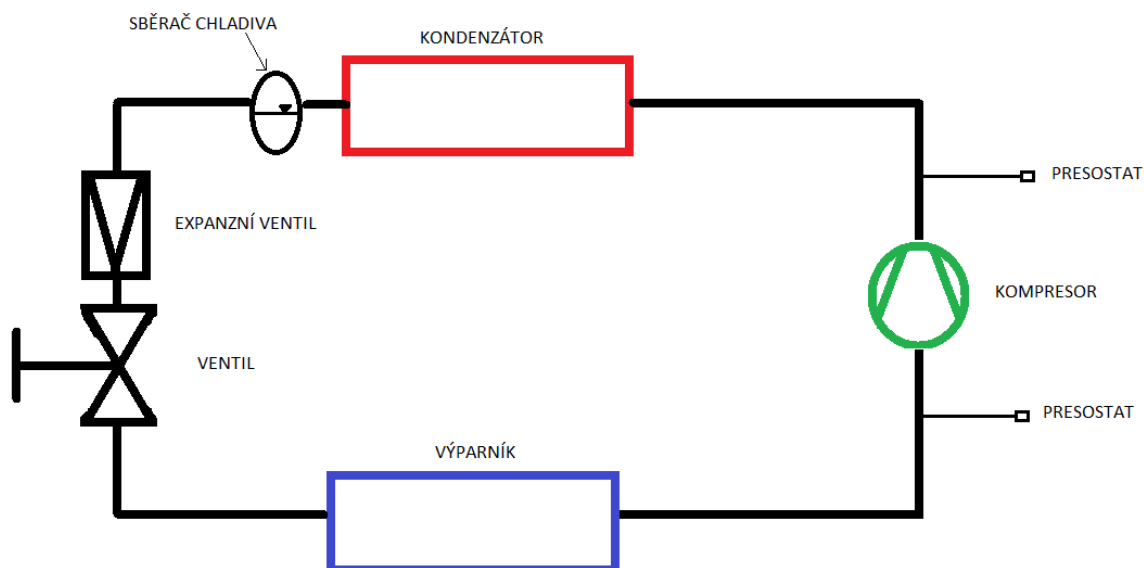 SBĚRAČ CHLADIVA
KONDENZÁTOR
PRESOSTAT
EXPANZNÍ VENTIL
KOMPRESOR
VENTIL
PRESOSTAT
VÝPARNÍK